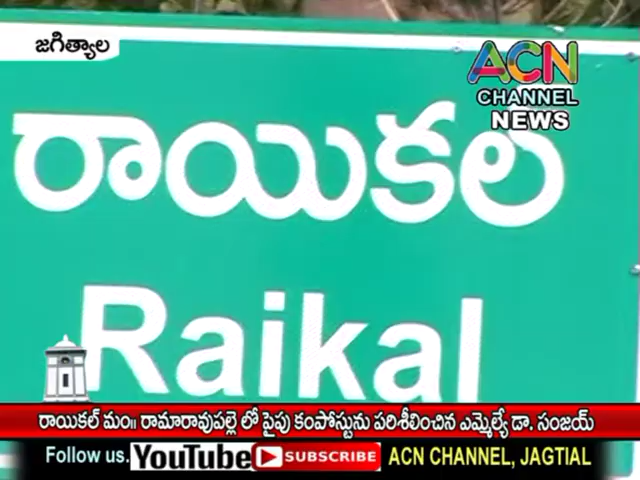 జగిత్యాల
ACN
CHANNEL
NEWS
రాయికల్
Raikal
రాయికల్ మం॥ రామారావుపల్లె లో పైపు కంపోస్టును పరిశీలించిన ఎమ్మెల్యే డా. సంజయ్
Follow us. YouTube SUBSCRIBE ACN CHANNEL, JAGTIAL